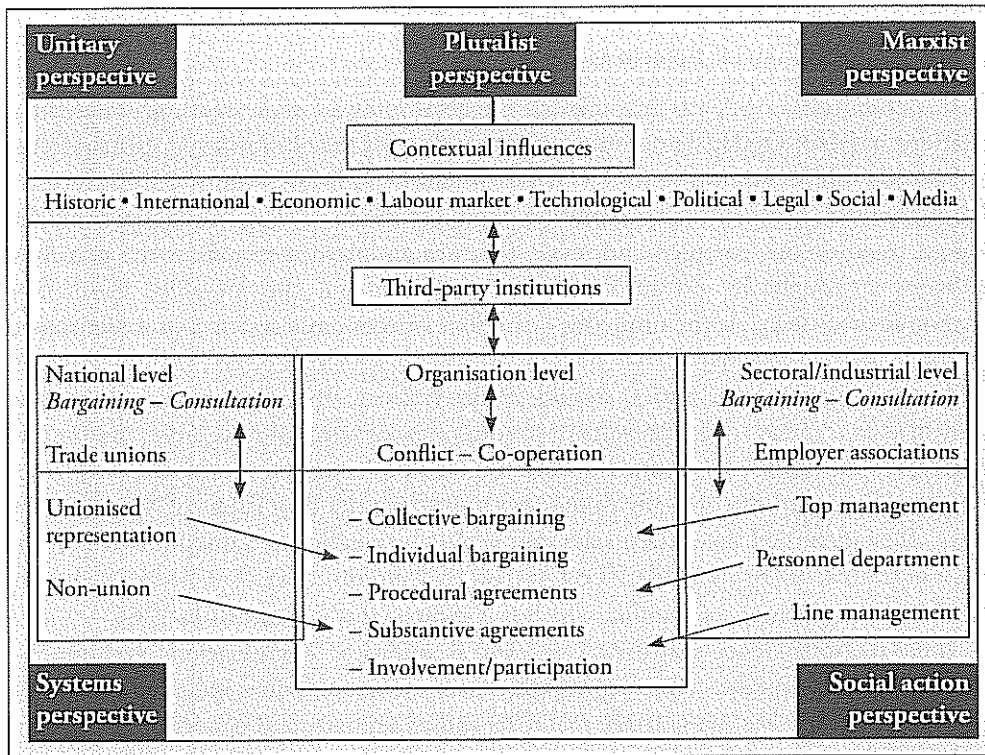 Unitary
perspective
Pluralist
perspective
Marxist
perspective
Contextual influences
Historic • International • Economic • Labour market • Technological • Political • Legal • Social • Media
Third-party institutions
National level
Bargaining – Consultation
Trade unions
Unionised
representation
Non-union
Organisation level
Conflict – Co-operation
– Collective bargaining
– Individual bargaining
– Procedural agreements
– Substantive agreements
– Involvement/participation
Sectoral/industrial level
Bargaining – Consultation
Employer associations
Top management
Personnel department
Line management
Systems
perspective
Social action
perspective